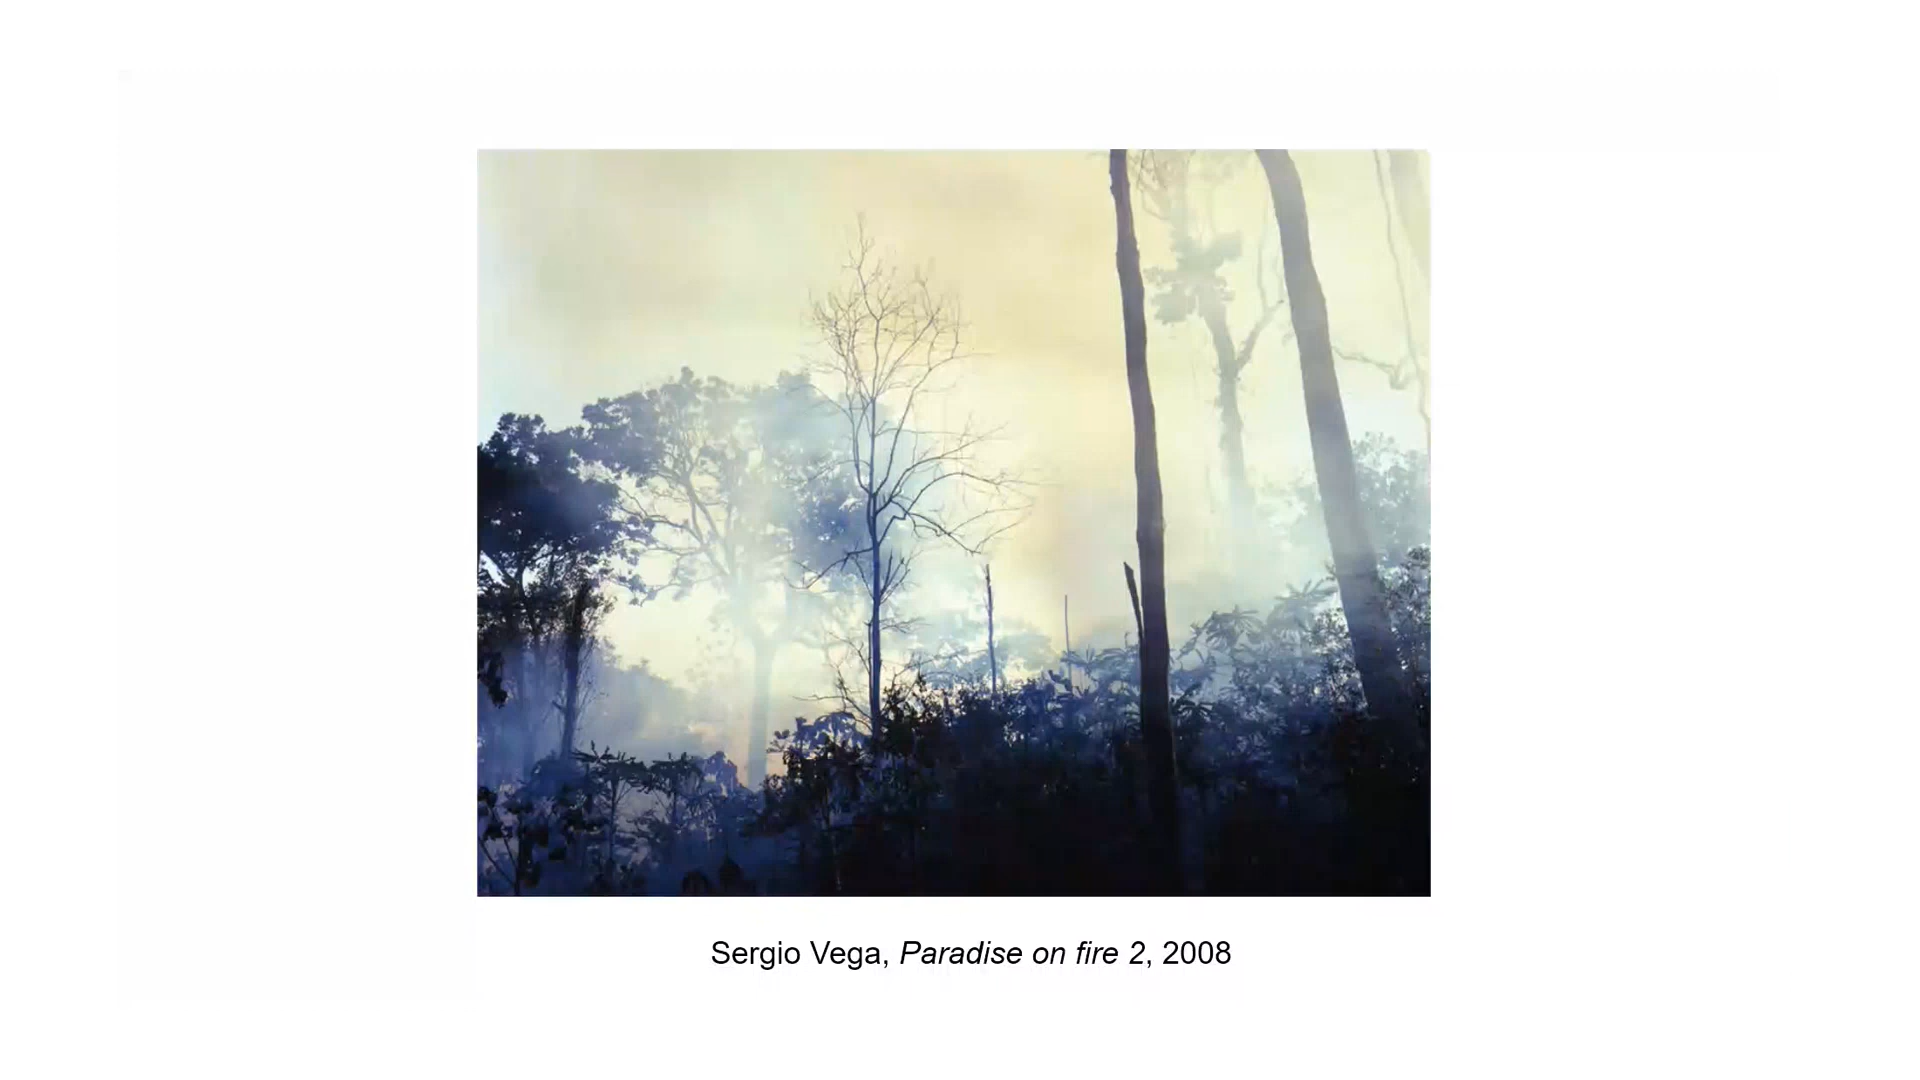 Sergio Vega, Paradise on fire 2, 2008